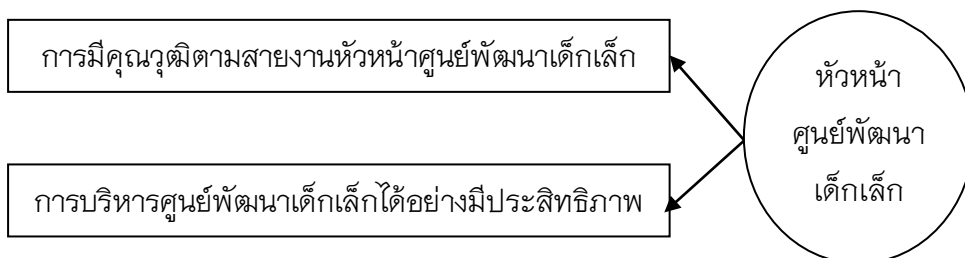 การมีคุณวุฒิตามสายงานหัวหน้าศูนย์พัฒนาเด็กเล็ก
การบริหารศูนย์พัฒนาเด็กเล็กได้อย่างมีประสิทธิภาพ
หัวหน้า
ศูนย์พัฒนา
เด็กเล็ก